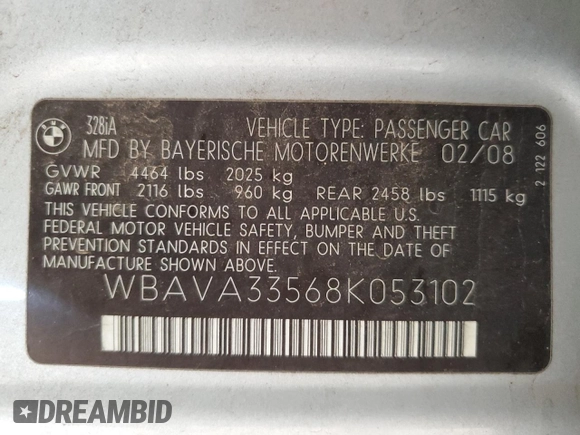 BMW
328iA
VEHICLE TYPE: PASSENGER CAR
MFD BY BAYERISCHE MOTORENWERKE 02/08
GVWR 4464 lbs 2025 kg
GAWR FRONT 2116 lbs 960 kg REAR 2458 lbs 1115 kg
THIS VEHICLE CONFORMS TO ALL APPLICABLE U.S.
FEDERAL MOTOR VEHICLE SAFETY, BUMPER AND THEFT
PREVENTION STANDARDS IN EFFECT ON THE DATE OF
MANUFACTURE SHOWN ABOVE.
WBAVA33568K053102
2 122 606
DREAMBID